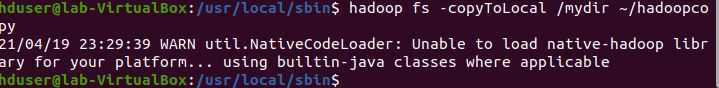 hduser@lab-VirtualBox:/usr/local/sbin$ hadoop fs -copyToLocal /mydir ~/hadoopco
py
21/04/19 23:29:39 WARN util.NativeCodeLoader: Unable to load native-hadoop libr
ary for your platform... using builtin-java classes where applicable
hduser@lab-VirtualBox:/usr/local/sbin$